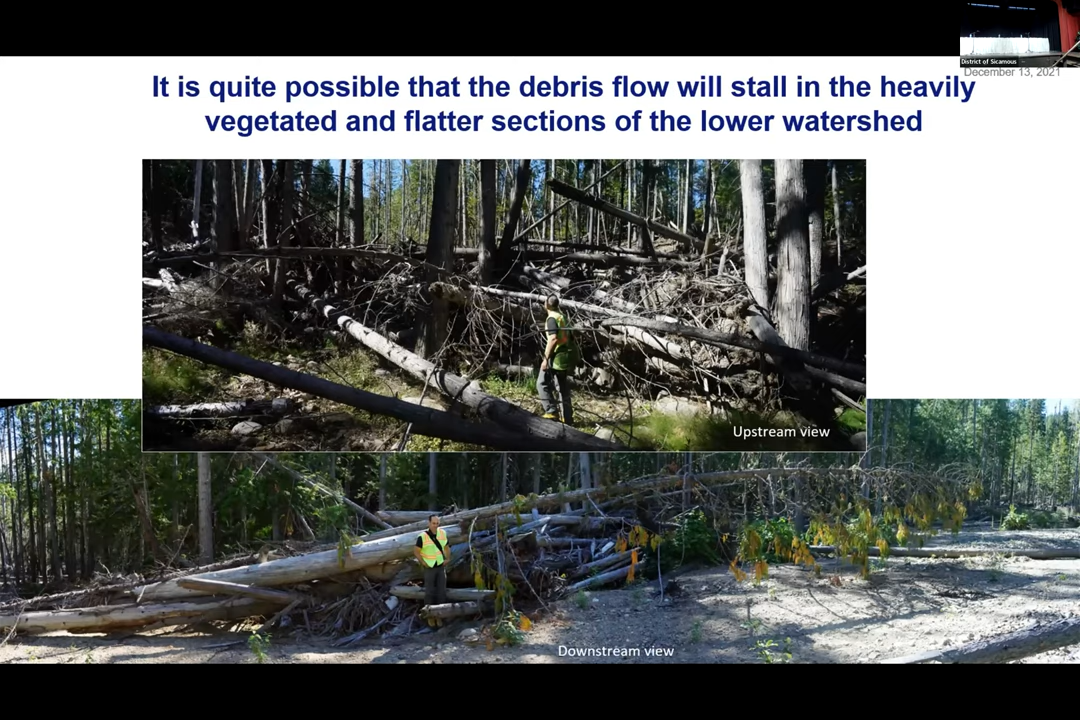 District of Sicamous
December 13, 2021
It is quite possible that the debris flow will stall in the heavily
vegetated and flatter sections of the lower watershed
Upstream view
Downstream view